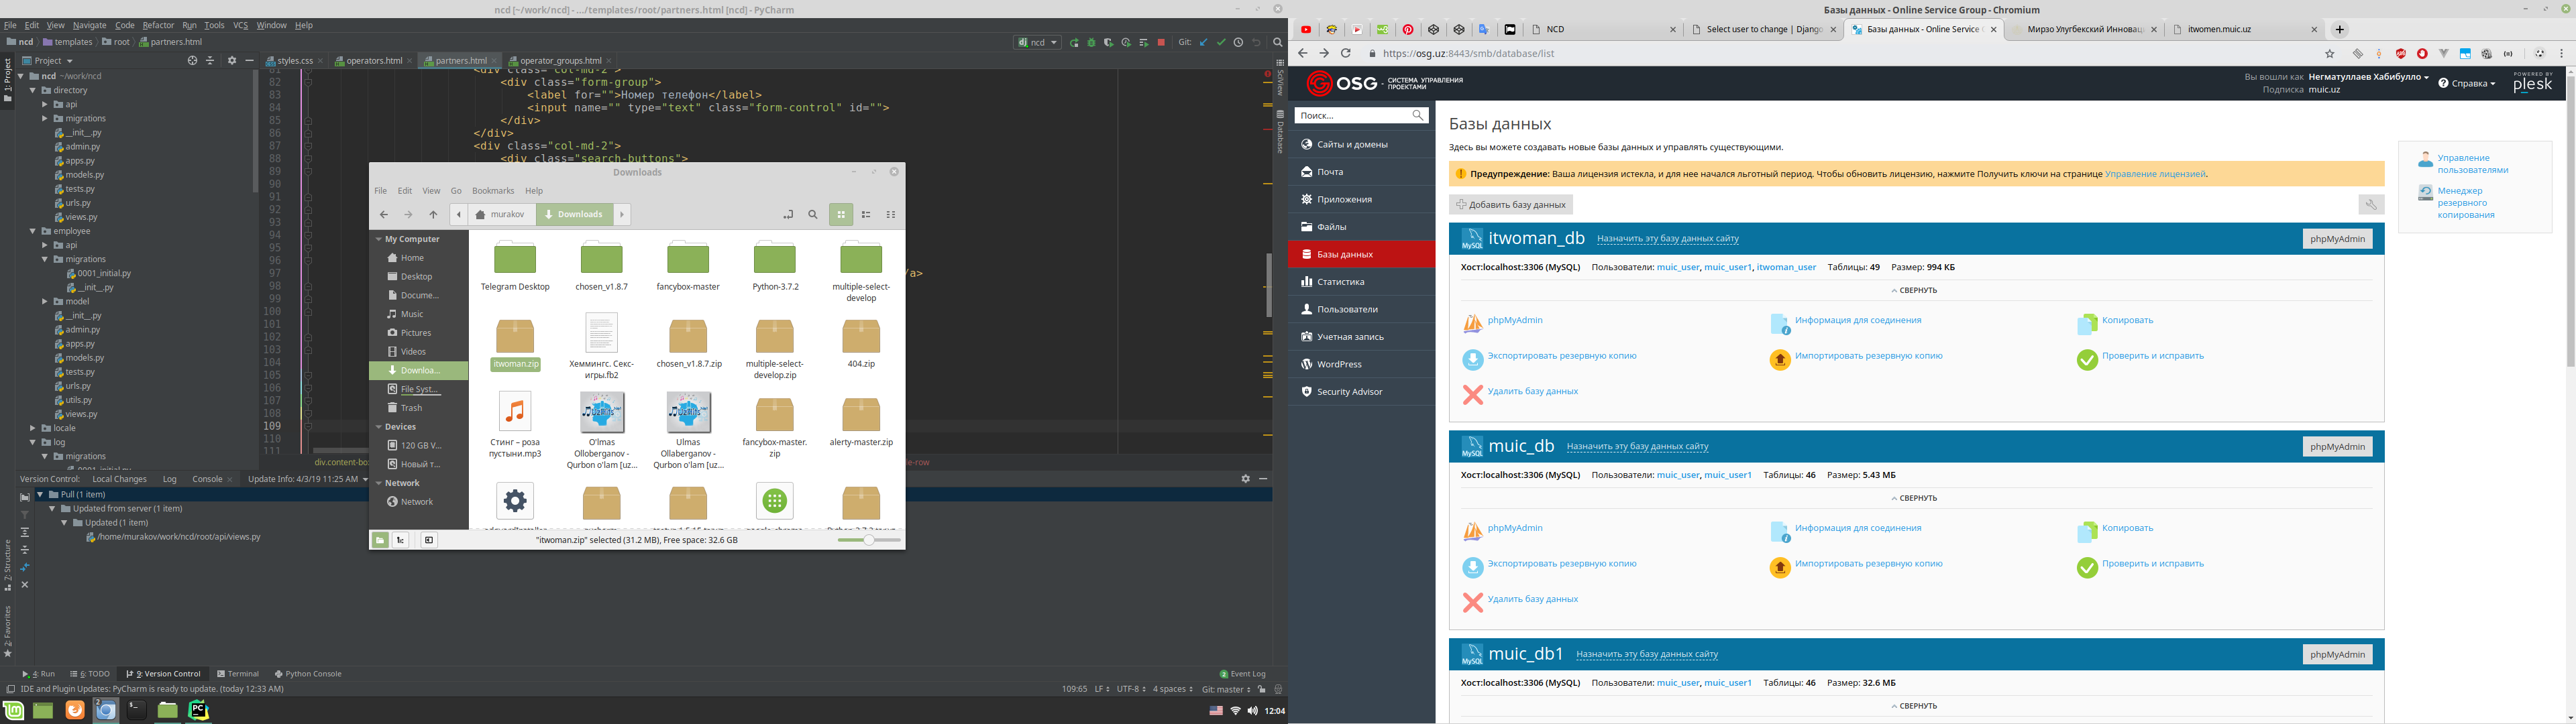 ncd [~/work/ncd] - .../templates/root/partners.html [ncd] - PyCharm
File Edit View Navigate Code Refactor Run Tools VCS Window Help
ncd templates root partners.html
ncd Git:
Project
styles.css operators.html partners.html operator_groups.html
1: Project
ncd ~/work/ncd
directory
api
migrations
__init__.py
admin.py
apps.py
models.py
tests.py
urls.py
views.py
employee
api
migrations
0001_initial.py
__init__.py
model
__init__.py
admin.py
apps.py
models.py
tests.py
urls.py
utils.py
views.py
locale
log
migrations
81 <div class="col-md-2">
82 <div class="form-group">
83 <label for="">Номер телефон</label>
84 <input name="" type="text" class="form-control" id="">
85 </div>
86 </div>
87 <div class="col-md-2">
88 <div class="search-buttons">
89
90
91
92
93
94
95
96
97 /a>
98
99
100
101
102
103
104
105
106
107
108
109
110
111
SciView
Database
Downloads
File Edit View Go Bookmarks Help
murakov Downloads
My Computer
Home
Desktop
Docume...
Music
Pictures
Videos
Downloa...
File Syst...
Trash
Devices
120 GB V...
Новый т...
Network
Network
Telegram Desktop
chosen_v1.8.7
fancybox-master
Python-3.7.2
multiple-select-develop
itwoman.zip
Хеммингс. Секс-игры.fb2
chosen_v1.8.7.zip
multiple-select-develop.zip
404.zip
Стинг – роза пустыни.mp3
O'lmas Olloberganov - Qurbon o'lam [uz...
Ulmas Ollaberganov - Qurbon o'lam [uz...
fancybox-master.zip
alerty-master.zip
"itwoman.zip" selected (31.2 MB), Free space: 32.6 GB
Version Control: Local Changes Log Console Update Info: 4/3/19 11:25 AM
Pull (1 item)
Updated from server (1 item)
Updated (1 item)
/home/murakov/work/ncd/root/api/views.py
7: Structure
2: Favorites
4: Run 6: TODO 9: Version Control Terminal Python Console
Event Log
IDE and Plugin Updates: PyCharm is ready to update. (today 12:33 AM)
109:65 LF UTF-8 4 spaces Git: master
12:04
Базы данных - Online Service Group - Chromium
NCD
Select user to change | Djang
Базы данных - Online Service G
Мирзо Улугбекский Инновац
itwomen.muic.uz
https://osg.uz:8443/smb/database/list
OSG - СИСТЕМА УПРАВЛЕНИЯ ПРОЕКТАМИ
Вы вошли как Негматуллаев Хабибулло
Подписка muic.uz
Справка
POWERED BY
plesk
Поиск...
Сайты и домены
Почта
Приложения
Файлы
Базы данных
Статистика
Пользователи
Учетная запись
WordPress
Security Advisor
Базы данных
Здесь вы можете создавать новые базы данных и управлять существующими.
Предупреждение: Ваша лицензия истекла, и для нее начался льготный период. Чтобы обновить лицензию, нажмите Получить ключи на странице Управление лицензией.
Добавить базу данных
itwoman_db Назначить эту базу данных сайту phpMyAdmin
Хост:localhost:3306 (MySQL) Пользователи: muic_user, muic_user1, itwoman_user Таблицы: 49 Размер: 994 КБ
СВЕРНУТЬ
phpMyAdmin Информация для соединения Копировать
Экспортировать резервную копию Импортировать резервную копию Проверить и исправить
Удалить базу данных
muic_db Назначить эту базу данных сайту phpMyAdmin
Хост:localhost:3306 (MySQL) Пользователи: muic_user, muic_user1 Таблицы: 46 Размер: 5.43 МБ
СВЕРНУТЬ
phpMyAdmin Информация для соединения Копировать
Экспортировать резервную копию Импортировать резервную копию Проверить и исправить
Удалить базу данных
muic_db1 Назначить эту базу данных сайту phpMyAdmin
Хост:localhost:3306 (MySQL) Пользователи: muic_user, muic_user1 Таблицы: 46 Размер: 32.6 МБ
СВЕРНУТЬ
Управление
пользователями
Менеджер
резервного
копирования